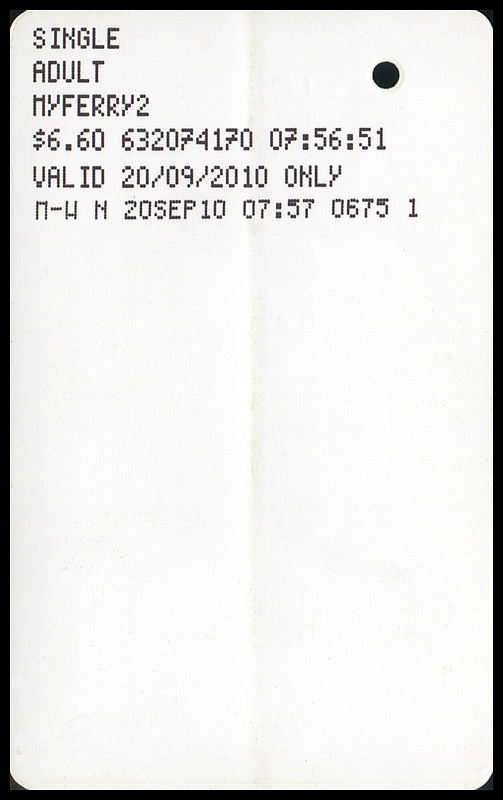 SINGLE
ADULT
MYFERRY2
$6.60 632074170 07:56:51
VALID 20/09/2010 ONLY
M-W N 20SEP10 07:57 0675 1